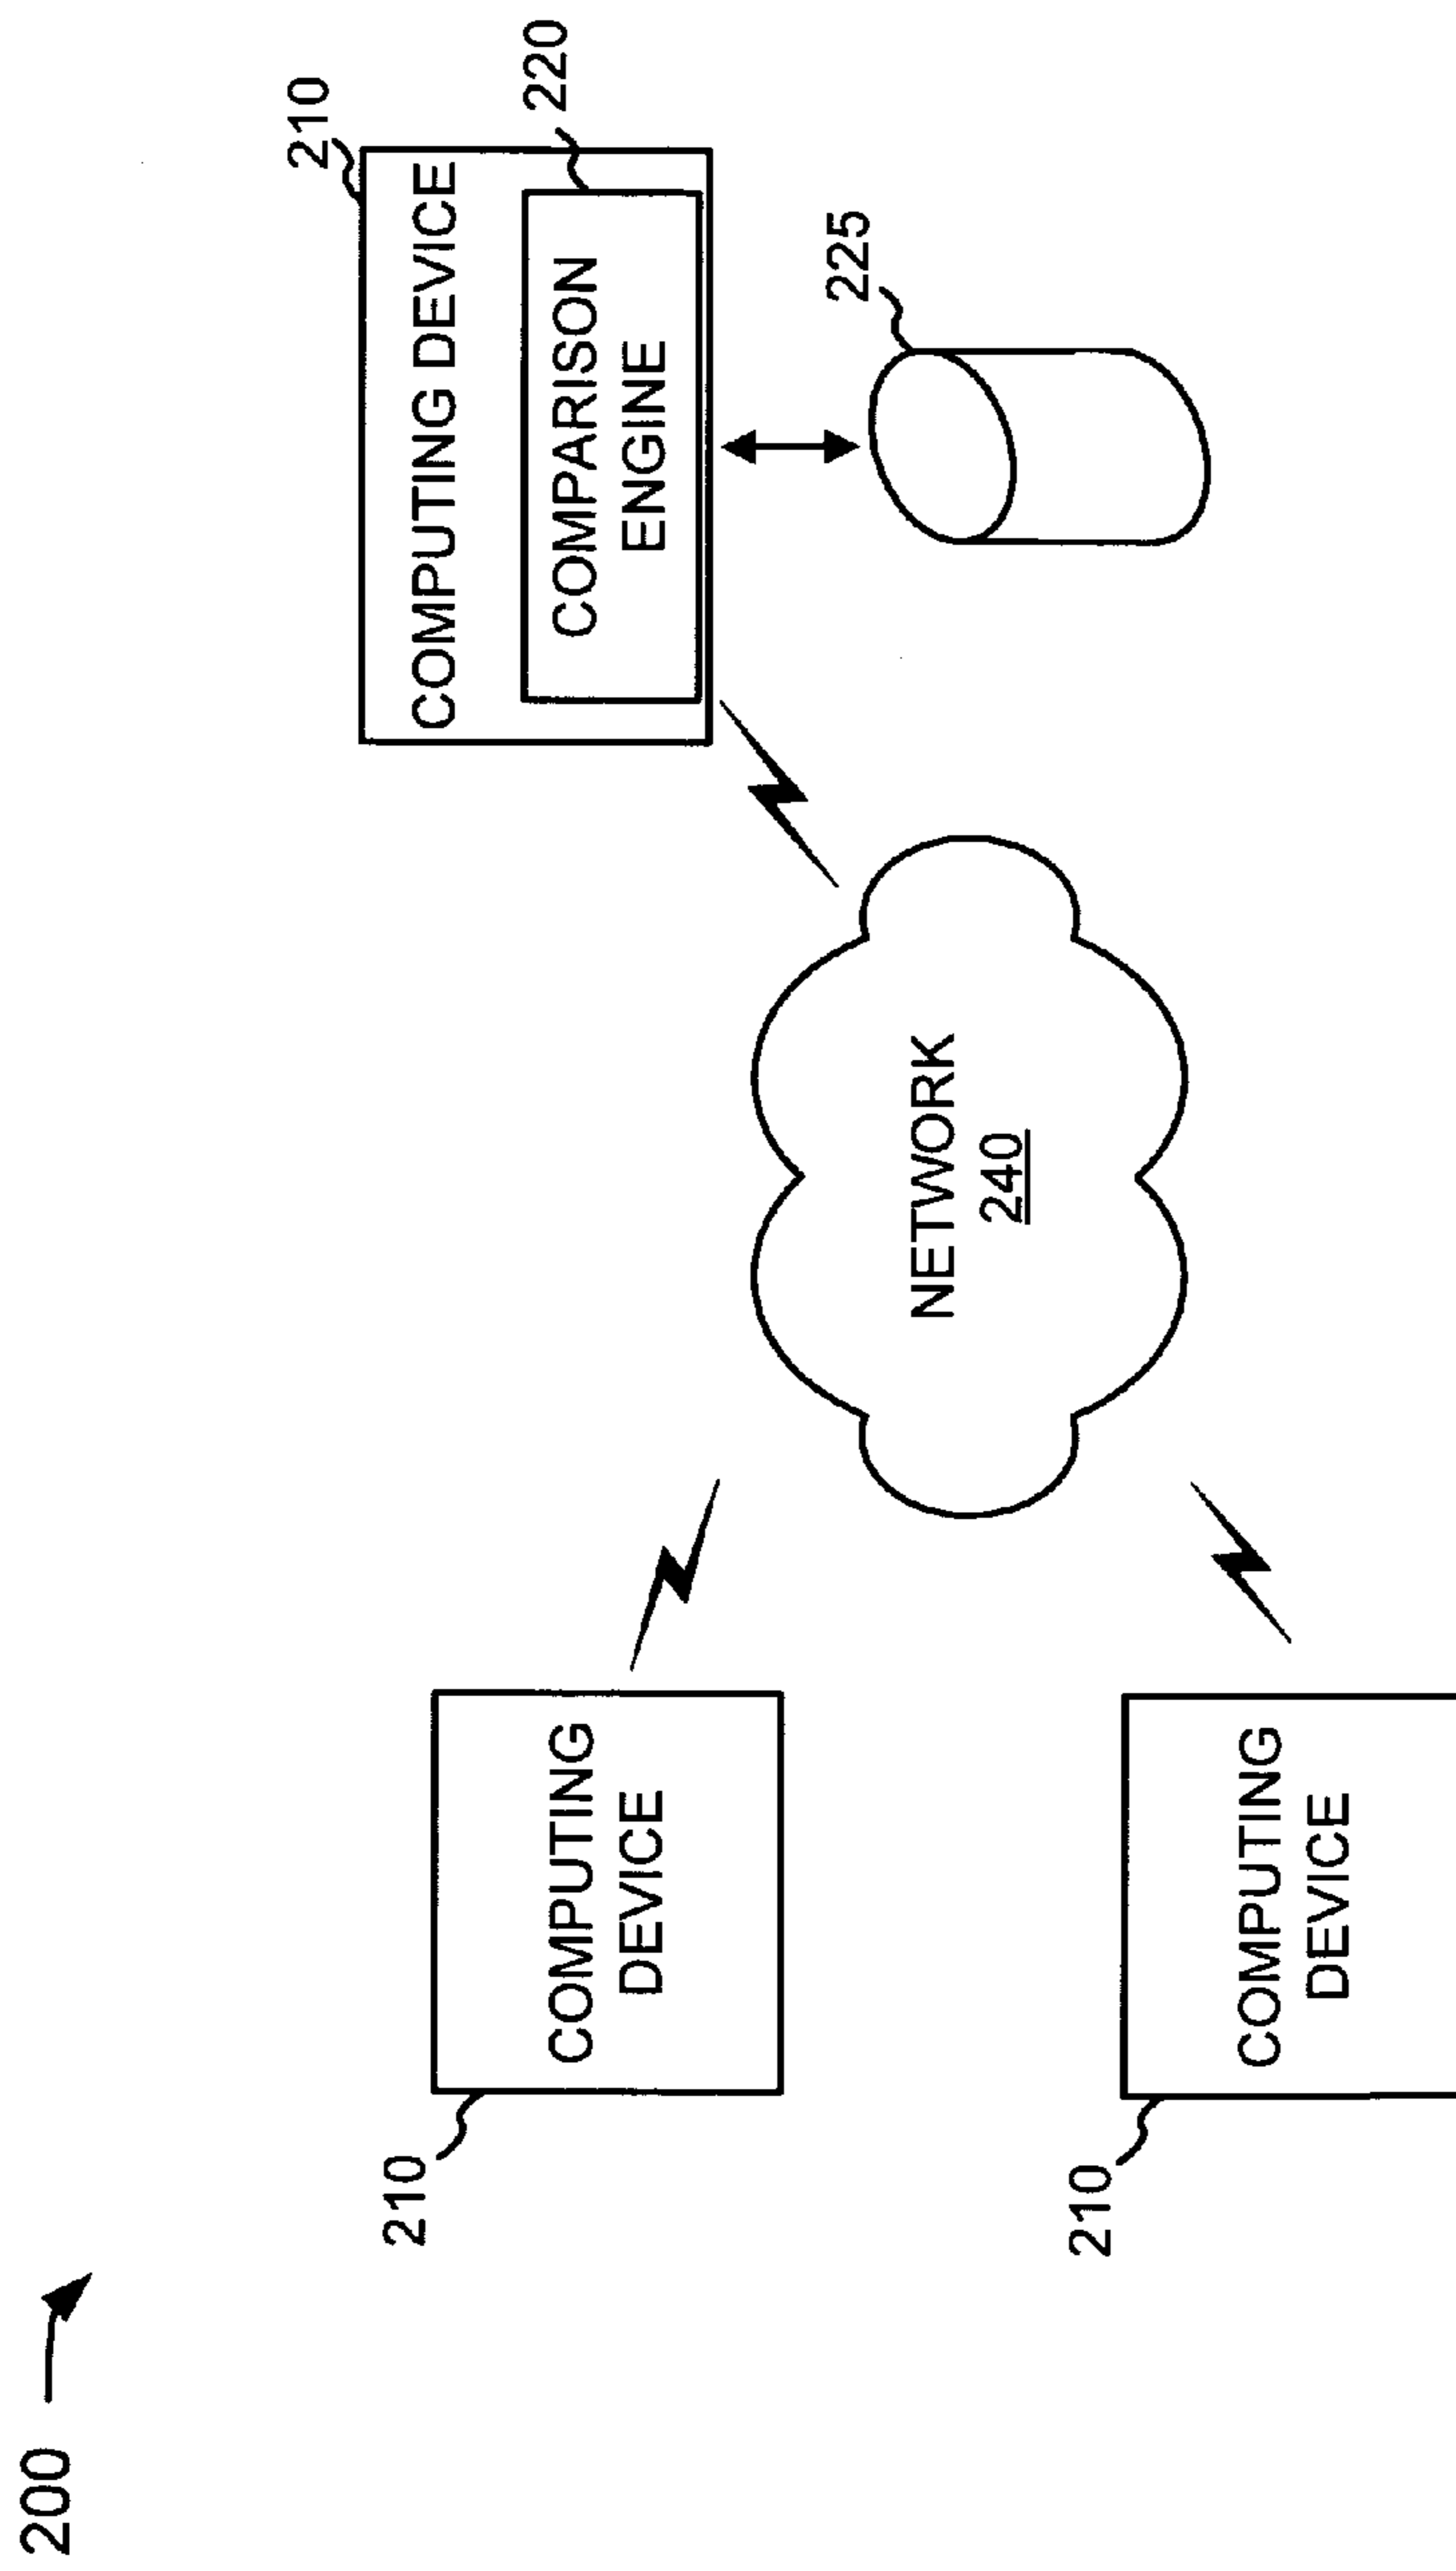 200
210
COMPUTING DEVICE
220
COMPARISON
ENGINE
225
210
COMPUTING
DEVICE
NETWORK
240
210
COMPUTING
DEVICE